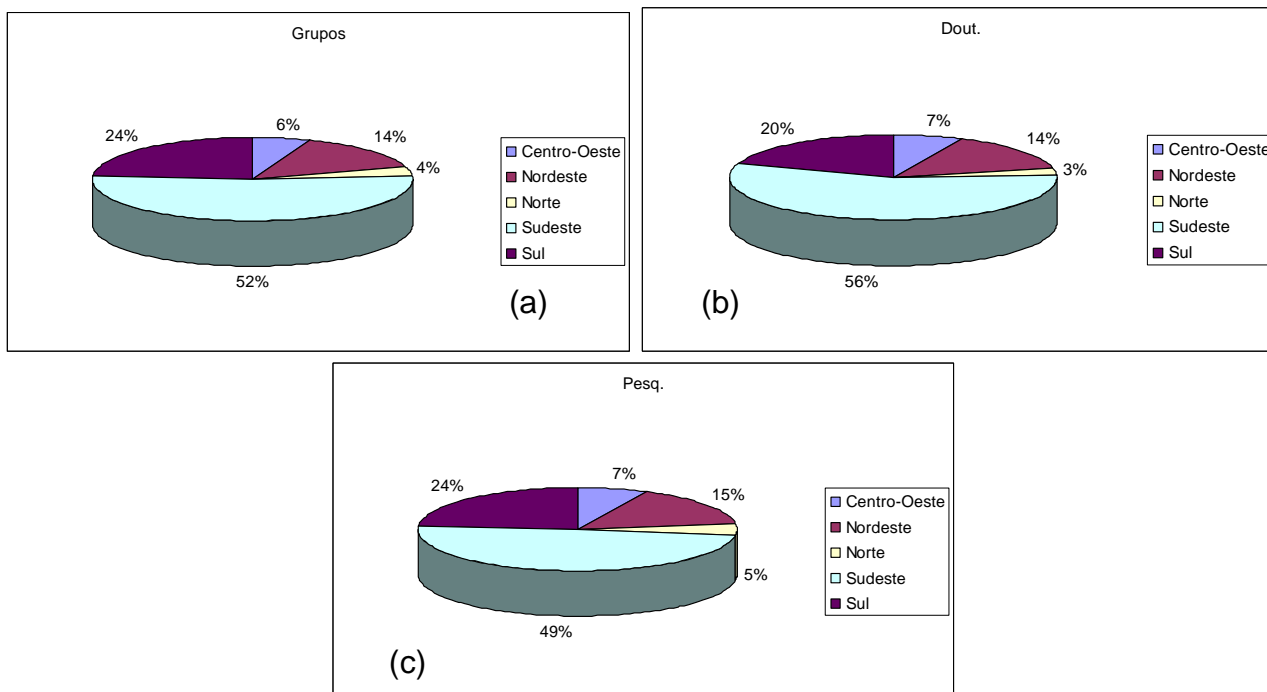 Grupos
24%
6%
14%
4%
52%
Centro-Oeste
Nordeste
Norte
Sudeste
Sul
(a)
Dout.
20%
7%
14%
3%
56%
Centro-Oeste
Nordeste
Norte
Sudeste
Sul
(b)
Pesq.
24%
7%
15%
5%
49%
Centro-Oeste
Nordeste
Norte
Sudeste
Sul
(c)